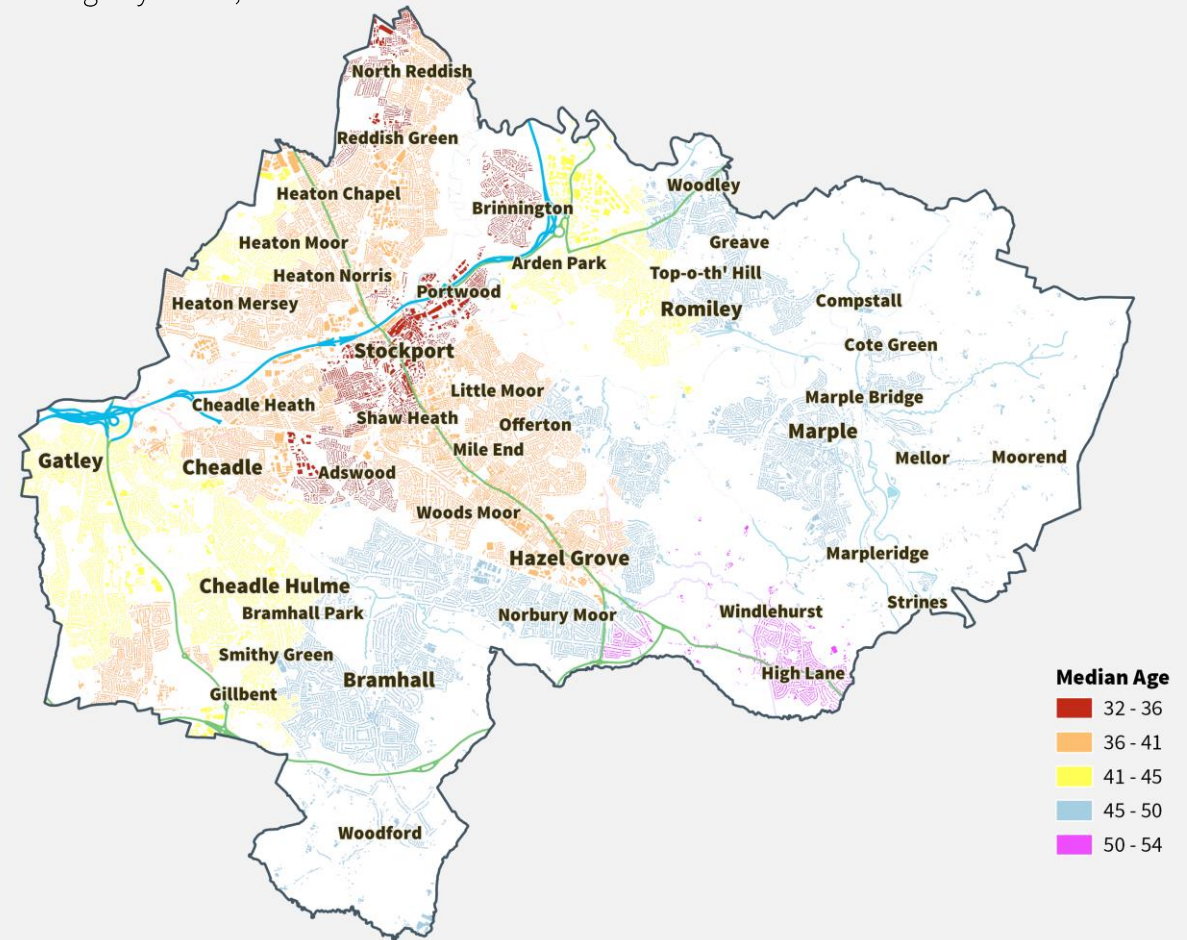 North Reddish
Reddish Green
Woodley
Heaton Chapel
Brinnington
Heaton Moor
Greave
Arden Park
Heaton Norris
Top-o-th' Hill
Portwood
Heaton Mersey
Compstall
Romiley
Cote Green
Stockport
Little Moor
Marple Bridge
Cheadle Heath
Shaw Heath
Offerton
Marple
Mile End
Gatley
Cheadle
Adswood
Mellor
Moorend
Woods Moor
Marpleridge
Hazel Grove
Cheadle Hulme
Strines
Bramhall Park
Norbury Moor
Windlehurst
Smithy Green
High Lane
Bramhall
Gillbent
Woodford
Median Age
32 - 36
36 - 41
41 - 45
45 - 50
50 - 54